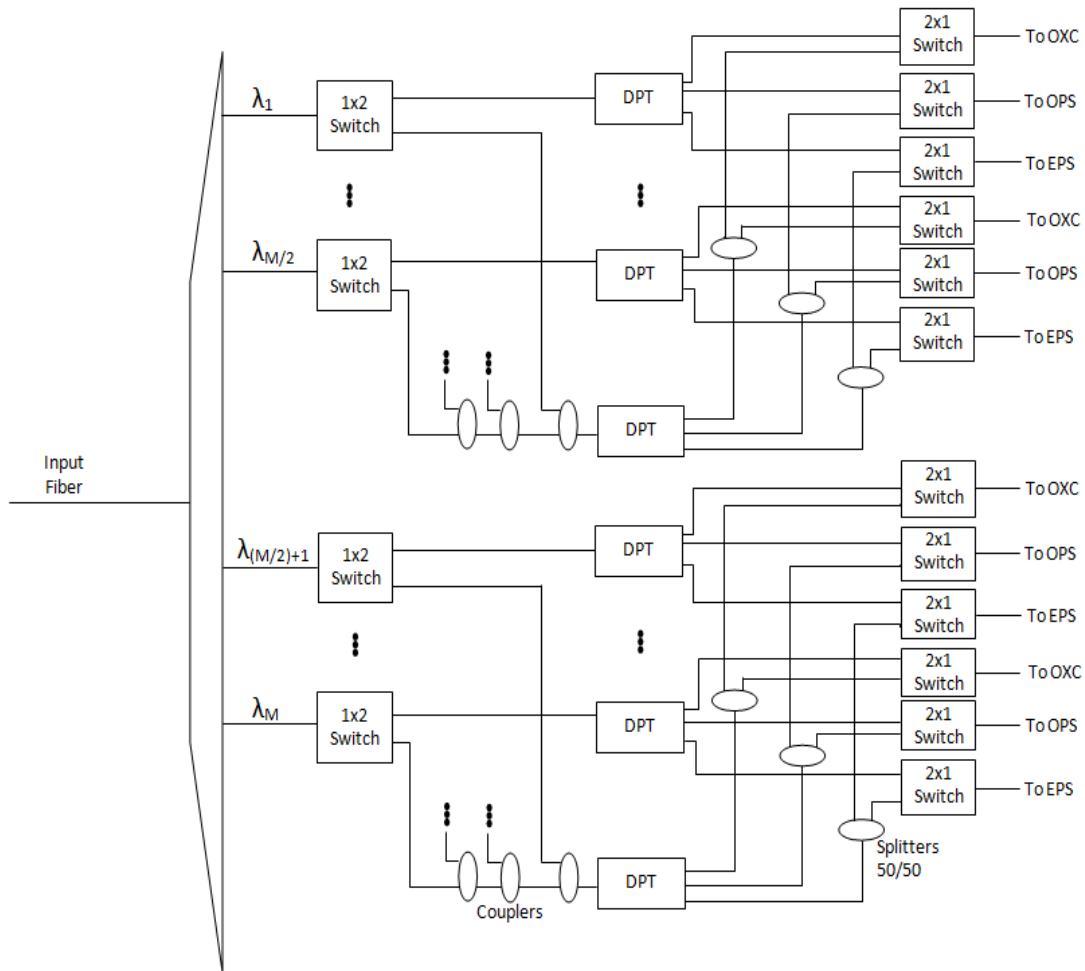 2x1
Switch
To OXC
λ1
1x2
Switch
DPT
2x1
Switch
To OPS
2x1
Switch
To EPS
2x1
Switch
To OXC
λM/2
1x2
Switch
DPT
2x1
Switch
To OPS
2x1
Switch
To EPS
DPT
Input
Fiber
2x1
Switch
To OXC
λ(M/2)+1
1x2
Switch
DPT
2x1
Switch
To OPS
2x1
Switch
To EPS
2x1
Switch
To OXC
λM
1x2
Switch
DPT
2x1
Switch
To OPS
2x1
Switch
To EPS
Splitters
50/50
DPT
Couplers